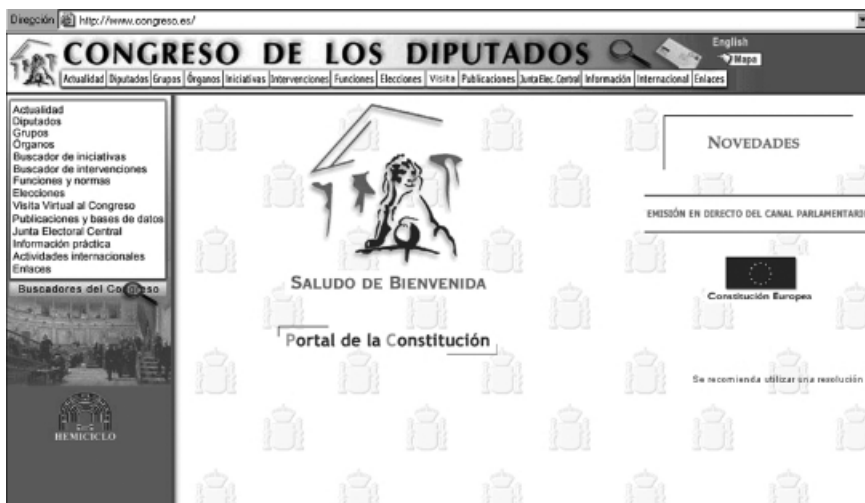 Dirección http://www.congreso.es/
CONGRESO DE LOS DIPUTADOS
English
Mapa
Actualidad Diputados Grupos Órganos Iniciativas Intervenciones Funciones Elecciones Visita Publicaciones Junta Elec. Central Información Internacional Enlaces
Actualidad
Diputados
Grupos
Órganos
Buscador de iniciativas
Buscador de intervenciones
Funciones y normas
Elecciones
Visita Virtual al Congreso
Publicaciones y bases de datos
Junta Electoral Central
Información práctica
Actividades internacionales
Enlaces
Buscadores del Congreso
HEMICICLO
SALUDO DE BIENVENIDA
Portal de la Constitución
NOVEDADES
EMISIÓN EN DIRECTO DEL CANAL PARLAMENTARI
Constitución Europea
Se recomienda utilizar una resolución